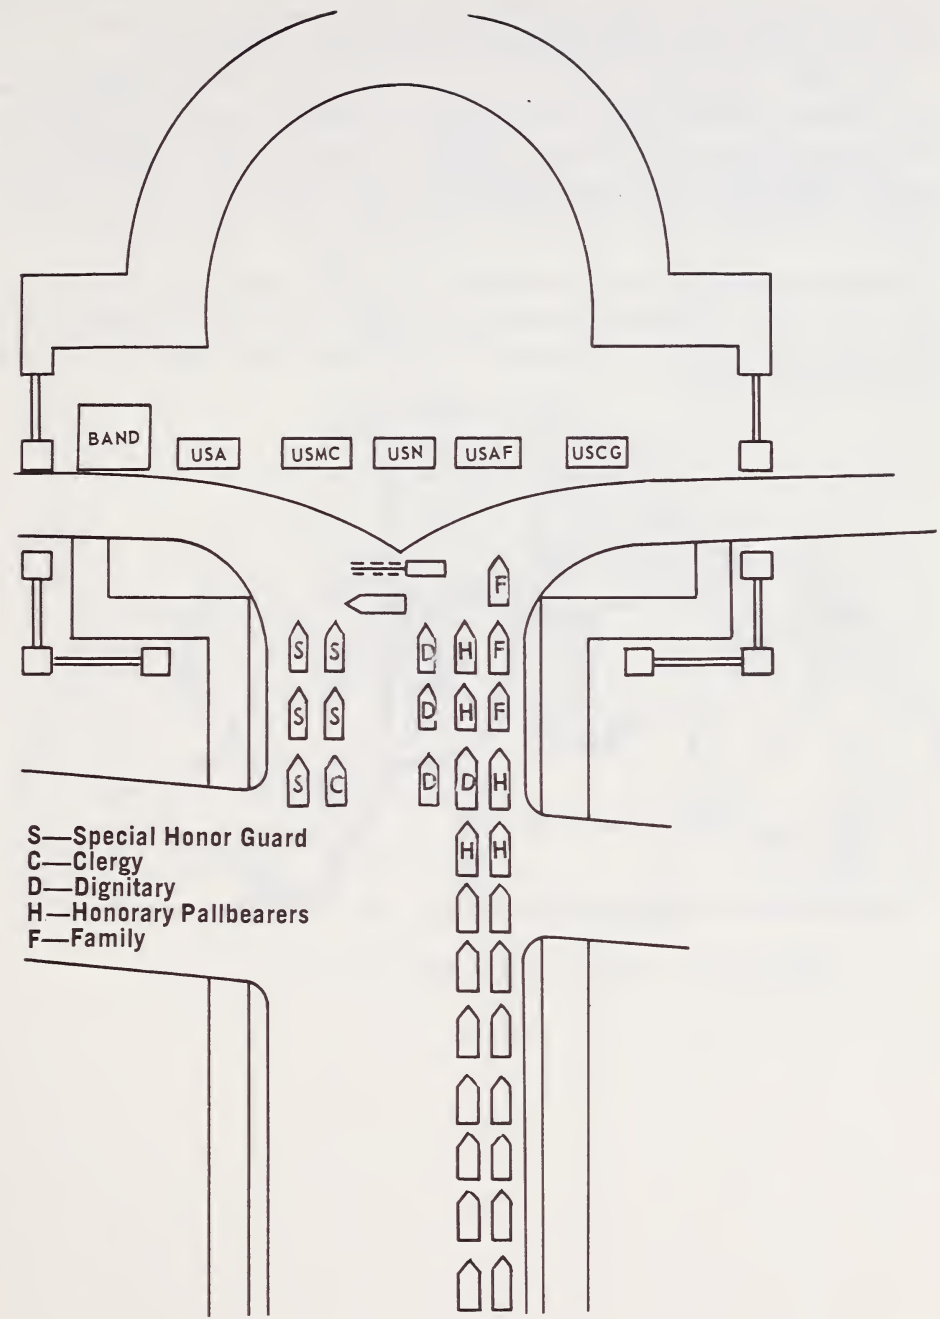 BAND USA USMC USN USAF USCG
F
S S D H F
S S D H F
S C D D H
H H
S—Special Honor Guard
C—Clergy
D—Dignitary
H—Honorary Pallbearers
F—Family